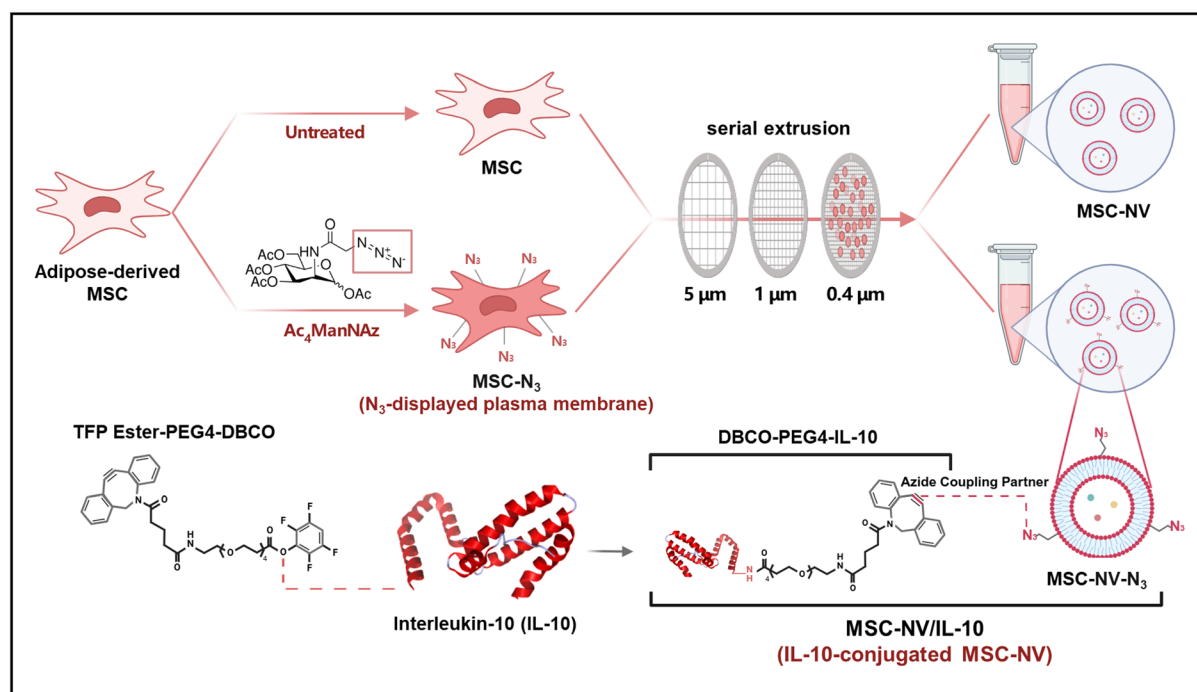 Untreated
MSC
Adipose-derived
MSC
O
HN
N
N⁺
N⁻
AcO
AcO
AcO
O
OAc
Ac₄ManNAz
N₃
N₃
N₃
N₃
N₃
MSC-N₃
(N₃-displayed plasma membrane)
serial extrusion
5 μm
1 μm
0.4 μm
MSC-NV
TFP Ester-PEG4-DBCO
N
O
O
H
N
O
4
O
O
F
F
F
F
Interleukin-10 (IL-10)
DBCO-PEG4-IL-10
Azide Coupling Partner
N
O
N
H
O
4
O
H
N
O
N₃
N₃
N₃
MSC-NV-N₃
MSC-NV/IL-10
(IL-10-conjugated MSC-NV)